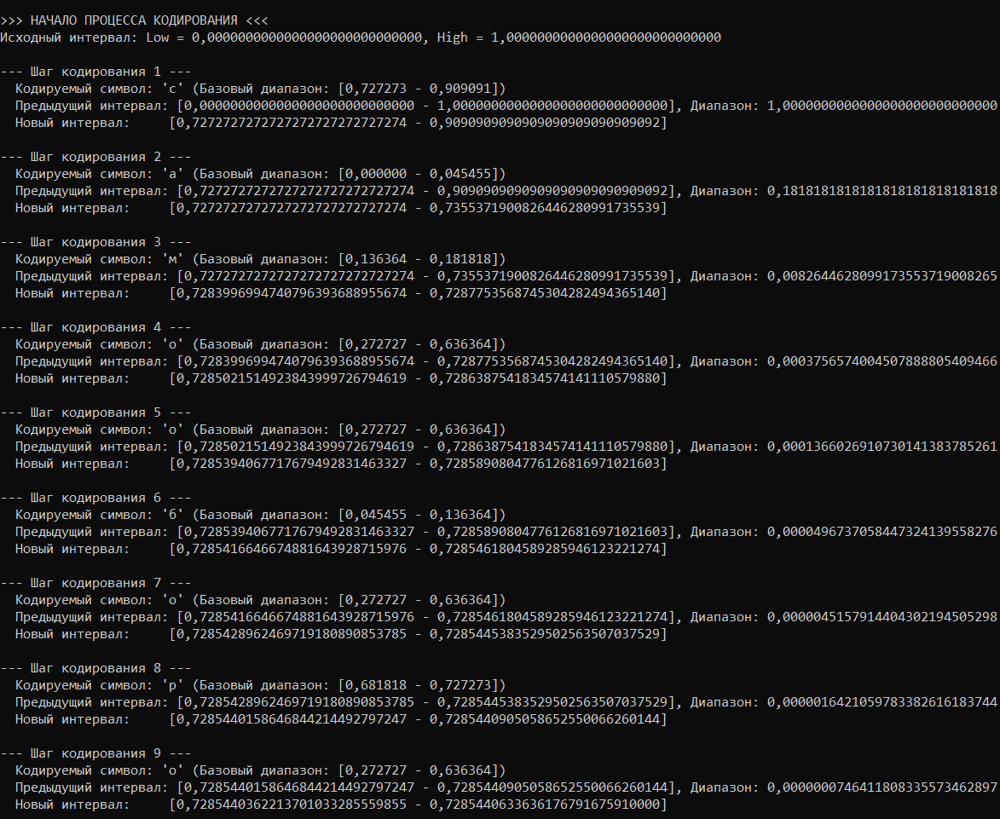 >>> НАЧАЛО ПРОЦЕССА КОДИРОВАНИЯ <<<
Исходный интервал: Low = 0,0000000000000000000000000000, High = 1,0000000000000000000000000000
--- Шаг кодирования 1 ---
Кодируемый символ: 'с' (Базовый диапазон: [0,727273 - 0,909091])
Предыдущий интервал: [0,0000000000000000000000000000 - 1,0000000000000000000000000000], Диапазон: 1,0000000000000000000000000000
Новый интервал: [0,7272727272727272727272727274 - 0,9090909090909090909090909092]
--- Шаг кодирования 2 ---
Кодируемый символ: 'а' (Базовый диапазон: [0,000000 - 0,045455])
Предыдущий интервал: [0,7272727272727272727272727274 - 0,9090909090909090909090909092], Диапазон: 0,1818181818181818181818181818
Новый интервал: [0,7272727272727272727272727274 - 0,7355371900826446280991735539]
--- Шаг кодирования 3 ---
Кодируемый символ: 'м' (Базовый диапазон: [0,136364 - 0,181818])
Предыдущий интервал: [0,7272727272727272727272727274 - 0,7355371900826446280991735539], Диапазон: 0,0082644628099173553719008265
Новый интервал: [0,7283996994740796393688955674 - 0,7287753568745304282494365140]
--- Шаг кодирования 4 ---
Кодируемый символ: 'о' (Базовый диапазон: [0,272727 - 0,636364])
Предыдущий интервал: [0,7283996994740796393688955674 - 0,7287753568745304282494365140], Диапазон: 0,0003756574004507888805409466
Новый интервал: [0,7285021514923843999726794619 - 0,7286387541834574141110579880]
--- Шаг кодирования 5 ---
Кодируемый символ: 'о' (Базовый диапазон: [0,272727 - 0,636364])
Предыдущий интервал: [0,7285021514923843999726794619 - 0,7286387541834574141110579880], Диапазон: 0,0001366026910730141383785261
Новый интервал: [0,7285394067717679492831463327 - 0,7285890804776126816971021603]
--- Шаг кодирования 6 ---
Кодируемый символ: 'б' (Базовый диапазон: [0,045455 - 0,136364])
Предыдущий интервал: [0,7285394067717679492831463327 - 0,7285890804776126816971021603], Диапазон: 0,0000496737058447324139558276
Новый интервал: [0,7285416646674881643928715976 - 0,7285461804589285946123221274]
--- Шаг кодирования 7 ---
Кодируемый символ: 'о' (Базовый диапазон: [0,272727 - 0,636364])
Предыдущий интервал: [0,7285416646674881643928715976 - 0,7285461804589285946123221274], Диапазон: 0,0000045157914404302194505298
Новый интервал: [0,7285428962469719180890853785 - 0,7285445383529502563507037529]
--- Шаг кодирования 8 ---
Кодируемый символ: 'р' (Базовый диапазон: [0,681818 - 0,727273])
Предыдущий интервал: [0,7285428962469719180890853785 - 0,7285445383529502563507037529], Диапазон: 0,0000016421059783382616183744
Новый интервал: [0,7285440158646844214492797247 - 0,7285440905058652550066260144]
--- Шаг кодирования 9 ---
Кодируемый символ: 'о' (Базовый диапазон: [0,272727 - 0,636364])
Предыдущий интервал: [0,7285440158646844214492797247 - 0,7285440905058652550066260144], Диапазон: 0,0000000746411808335573462897
Новый интервал: [0,7285440362213701033285559855 - 0,7285440633636176791675910000]